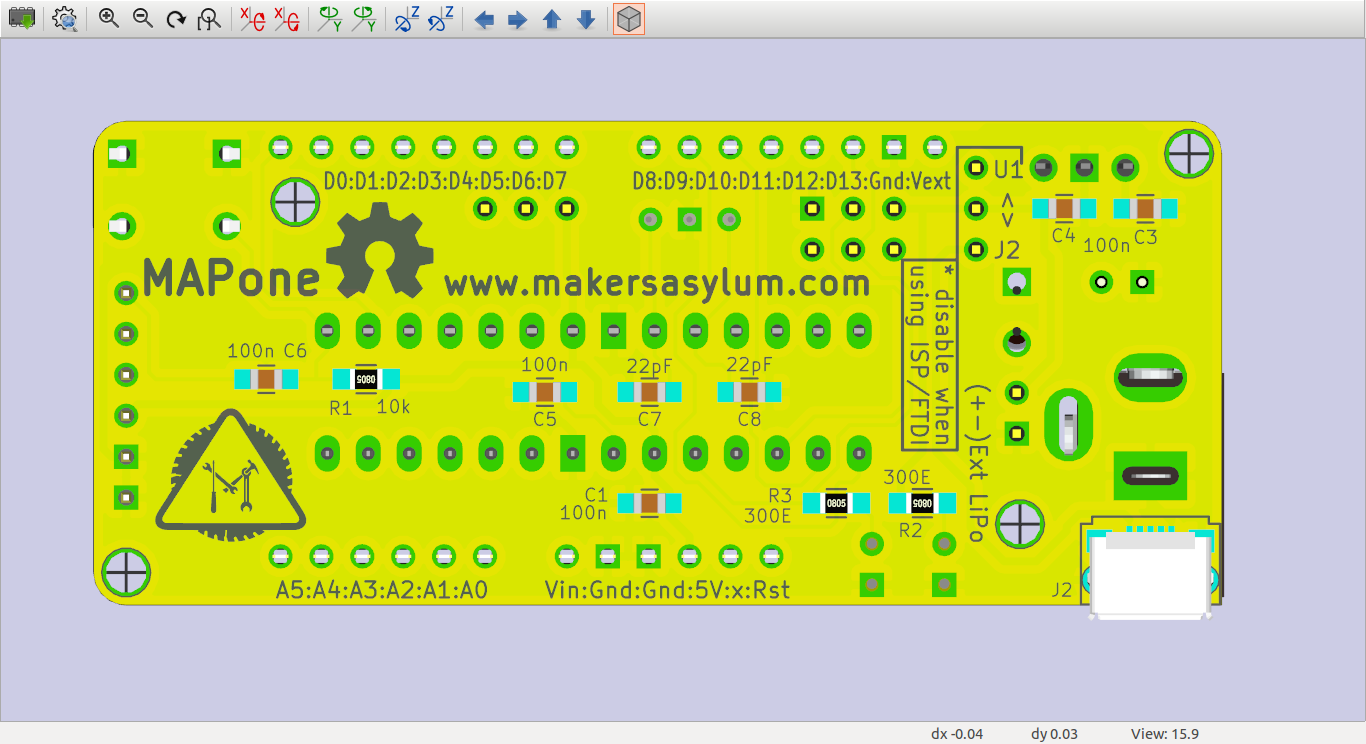 X
X
Y
Y
Z
Z
D0:D1:D2:D3:D4:D5:D6:D7
D8:D9:D10:D11:D12:D13:Gnd:Vext
U1
<>
J2
C4
100n
C3
MAPone
www.makersasylum.com
* disable when
using ISP/FTDI
100n C6
0805
R1
10k
100n
C5
22pF
C7
22pF
C8
(+-)Ext LiPo
C1
100n
R3
300E
0805
300E
0805
R2
A5:A4:A3:A2:A1:A0
Vin:Gnd:Gnd:5V:x:Rst
J2
dx -0.04
dy 0.03
View: 15.9